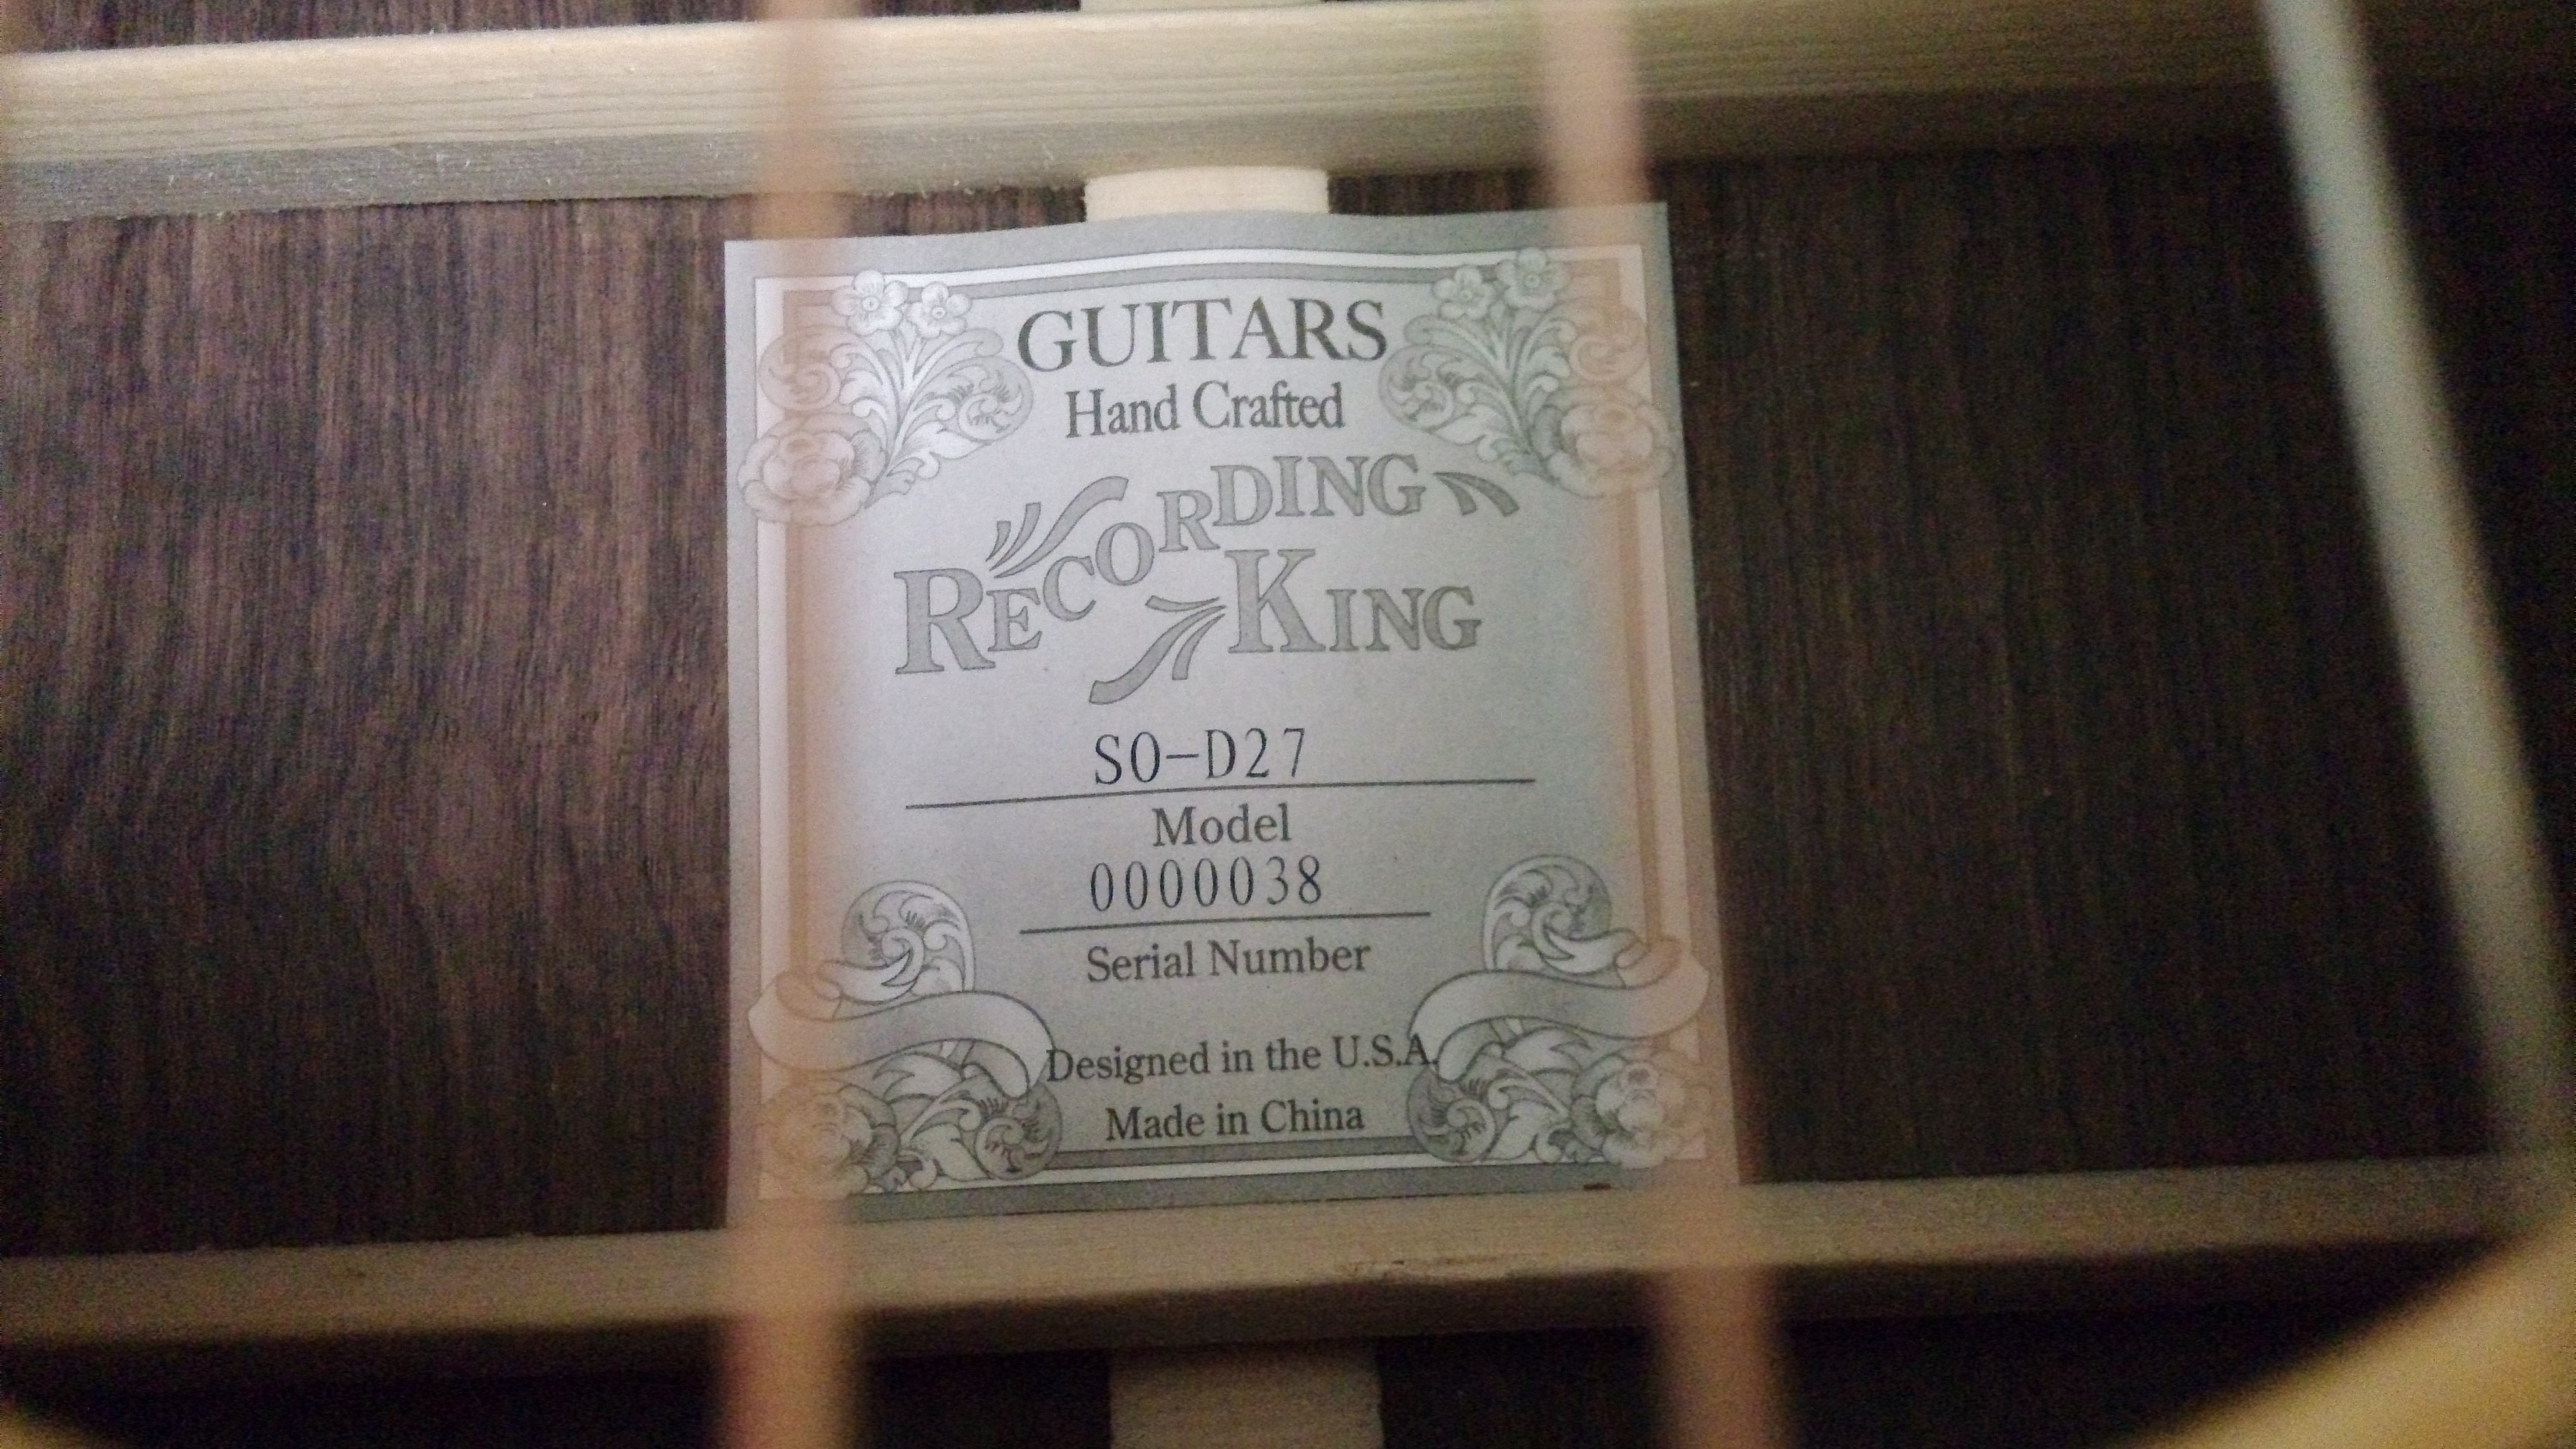 GUITARS
Hand Crafted
RECORDING
KING
SO-D27
Model
0000038
Serial Number
Designed in the U.S.A.
Made in China